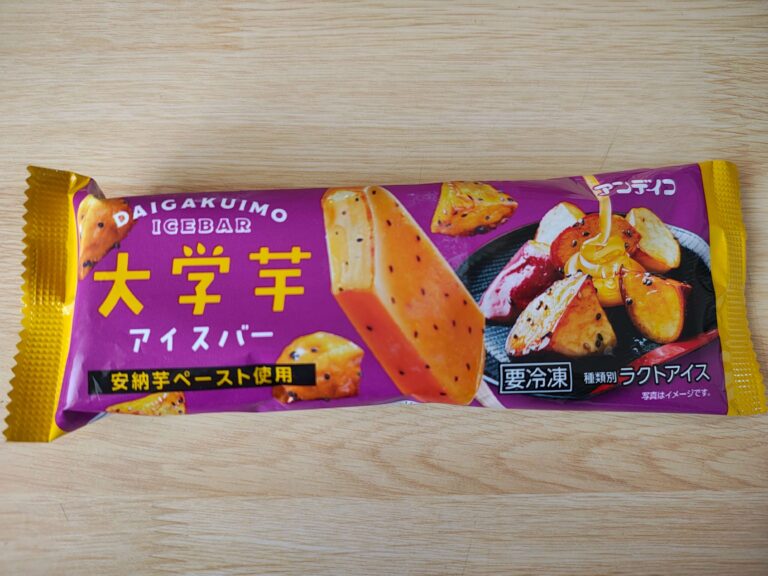 DAIGAKUIMO
ICEBAR
大学芋
アイスバー
安納芋ペースト使用
アンデイコ
要冷凍 種類別 ラクトアイス
写真はイメージです。